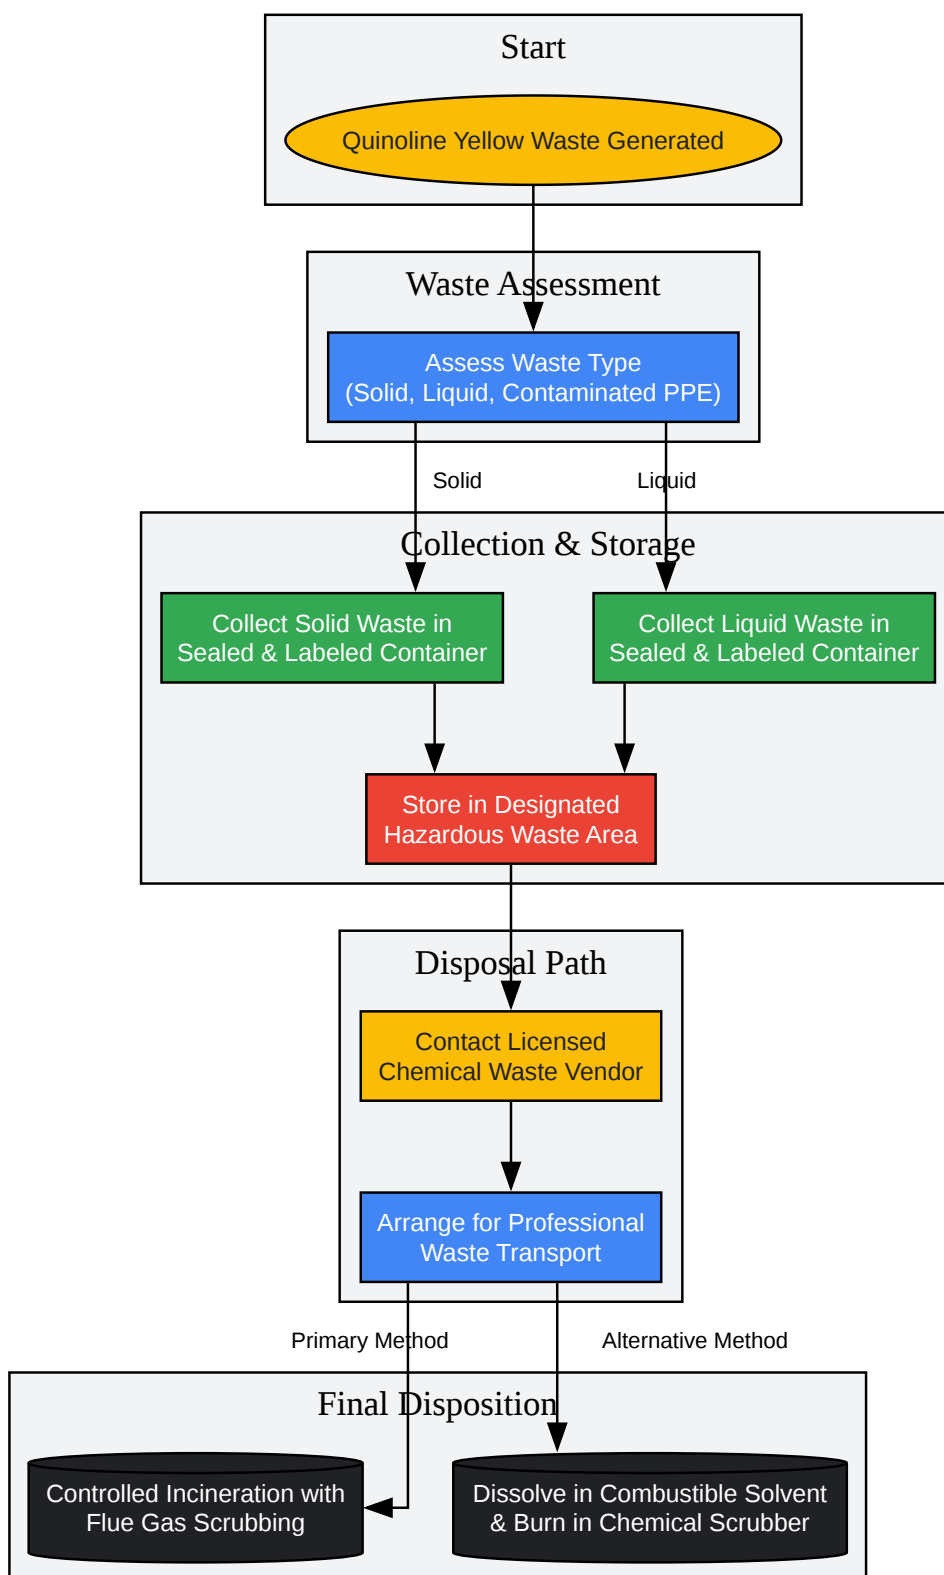 Start
Quinoline Yellow Waste Generated
Waste Assessment
Assess Waste Type
(Solid, Liquid, Contaminated PPE)
Solid
Liquid
Collection & Storage
Collect Solid Waste in
Sealed & Labeled Container
Collect Liquid Waste in
Sealed & Labeled Container
Store in Designated
Hazardous Waste Area
Disposal Path
Contact Licensed
Chemical Waste Vendor
Arrange for Professional
Waste Transport
Primary Method
Alternative Method
Final Disposition
Controlled Incineration with
Flue Gas Scrubbing
Dissolve in Combustible Solvent
& Burn in Chemical Scrubber